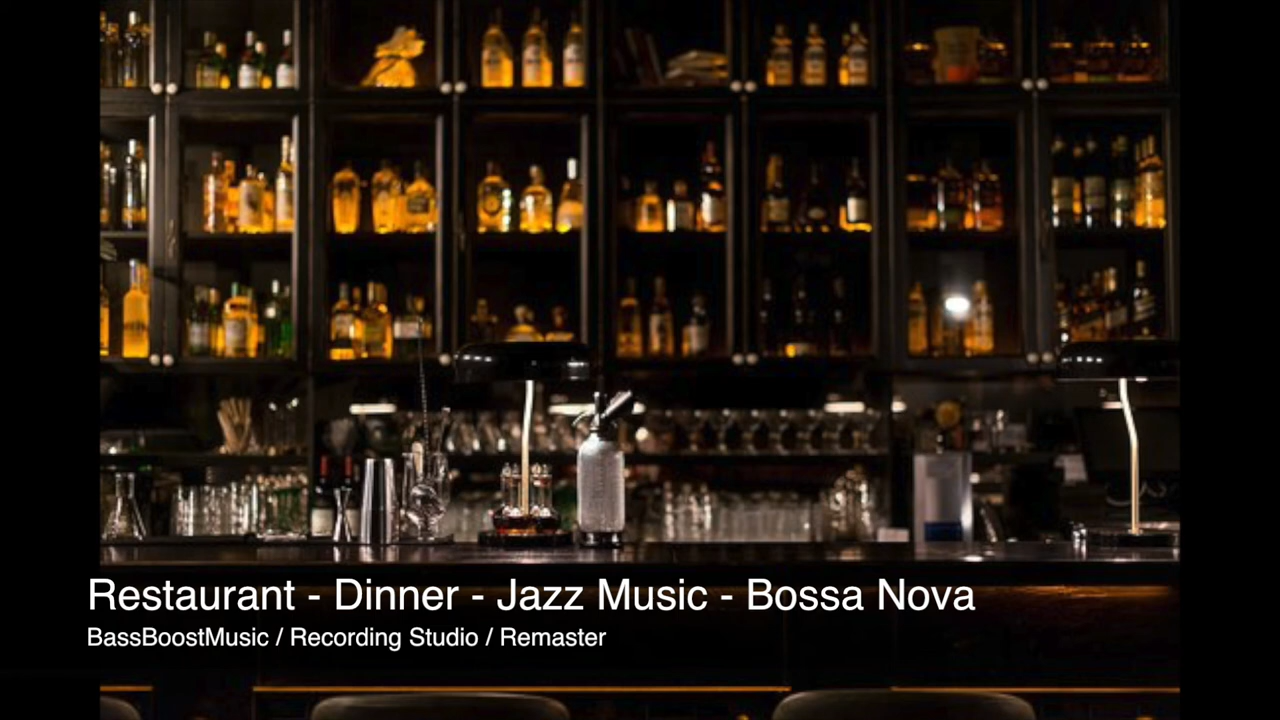 Restaurant - Dinner - Jazz Music - Bossa Nova
BassBoostMusic / Recording Studio / Remaster